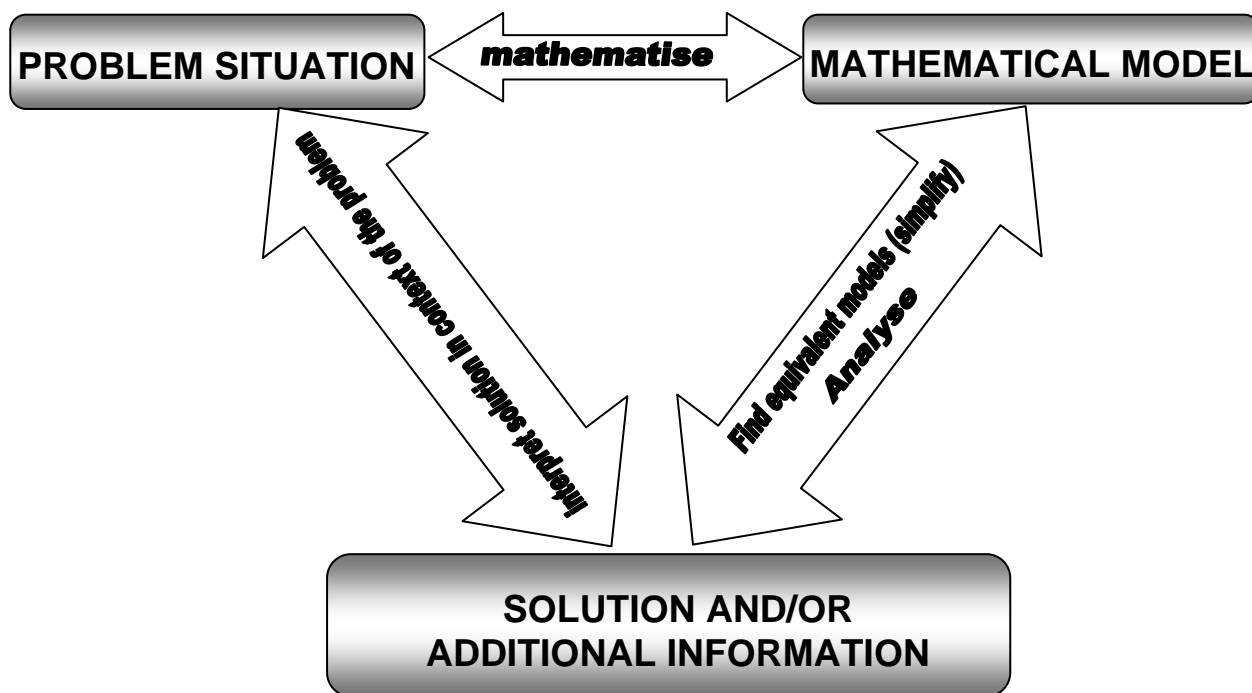 PROBLEM SITUATION
mathematise
MATHEMATICAL MODEL
Interpret solution in context of the problem
Find equivalent models (simplify)
Analyse
SOLUTION AND/OR
ADDITIONAL INFORMATION